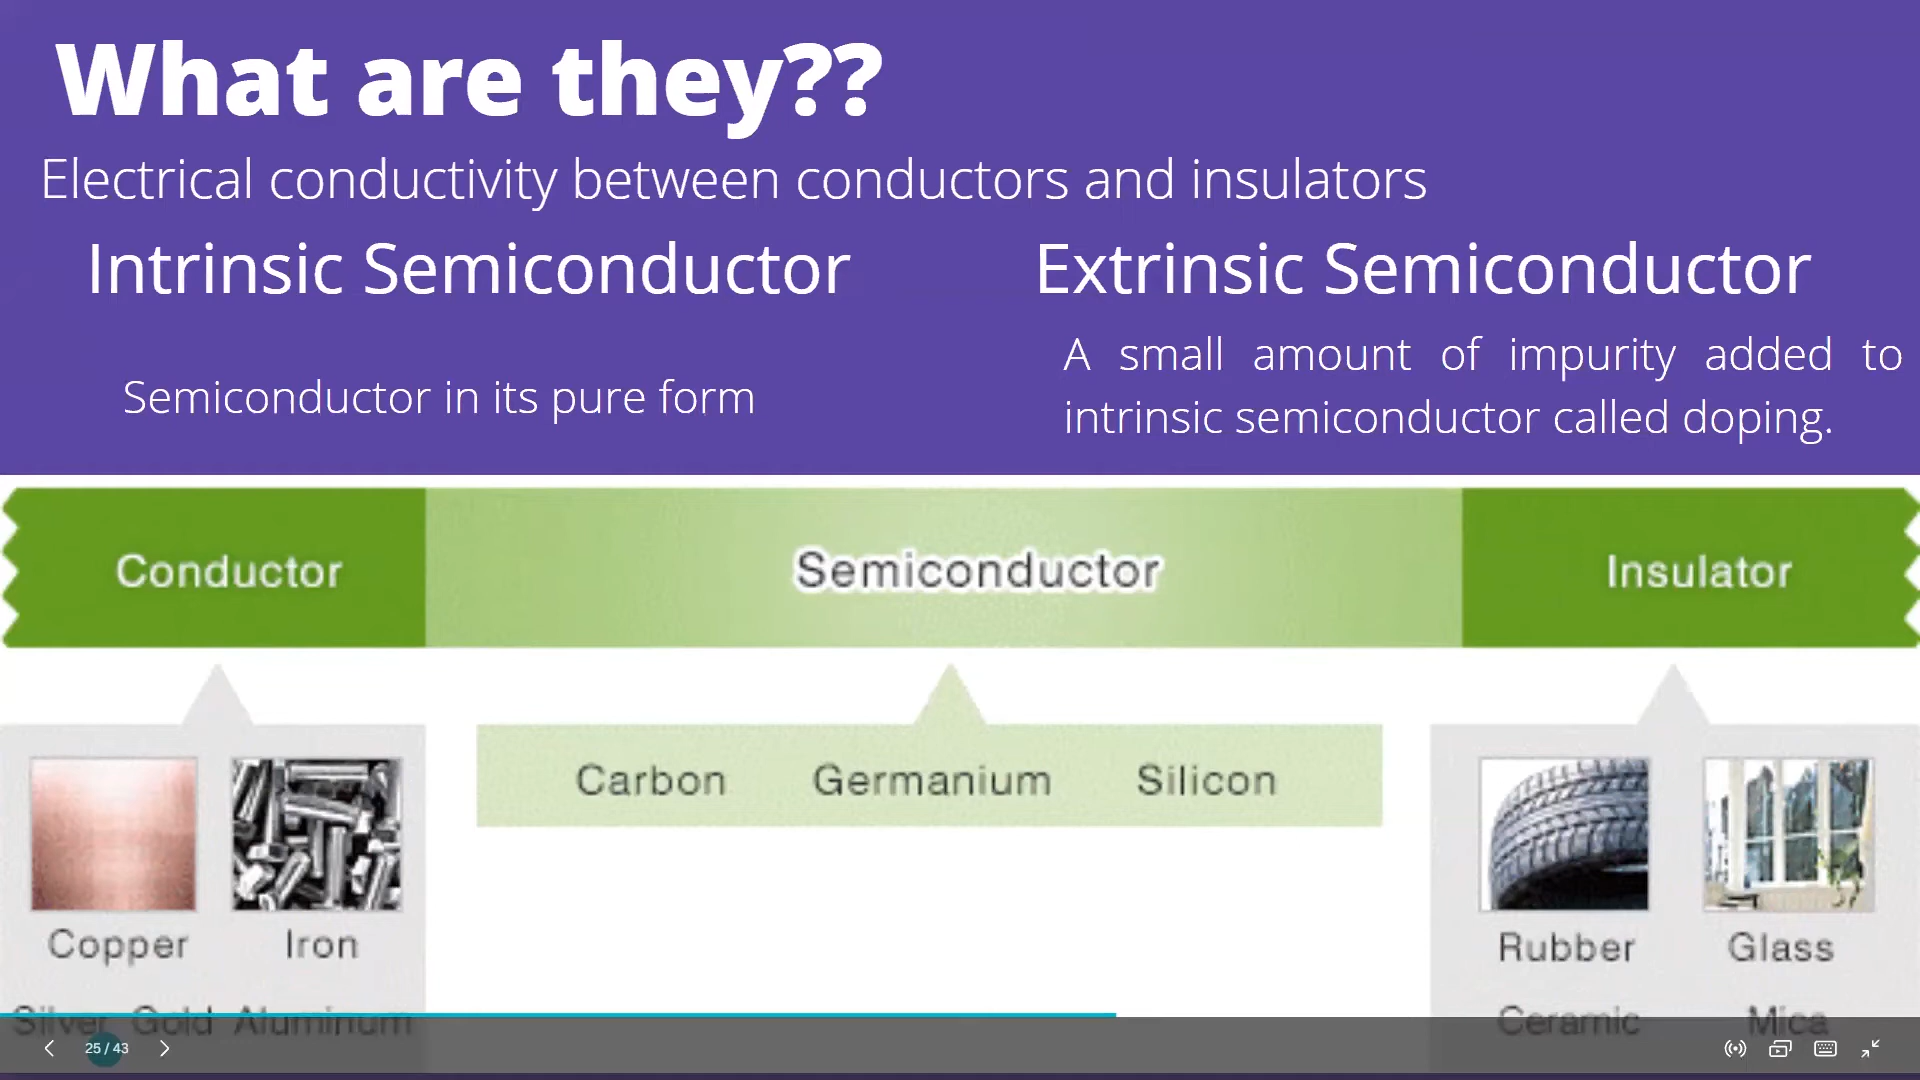 What are they??
Electrical conductivity between conductors and insulators
Intrinsic Semiconductor
Semiconductor in its pure form
Extrinsic Semiconductor
A small amount of impurity added to
intrinsic semiconductor called doping.
Conductor
Semiconductor
Insulator
Carbon Germanium Silicon
Copper Iron
Silver Gold Aluminum
Rubber Glass
Ceramic Mica
25 / 43